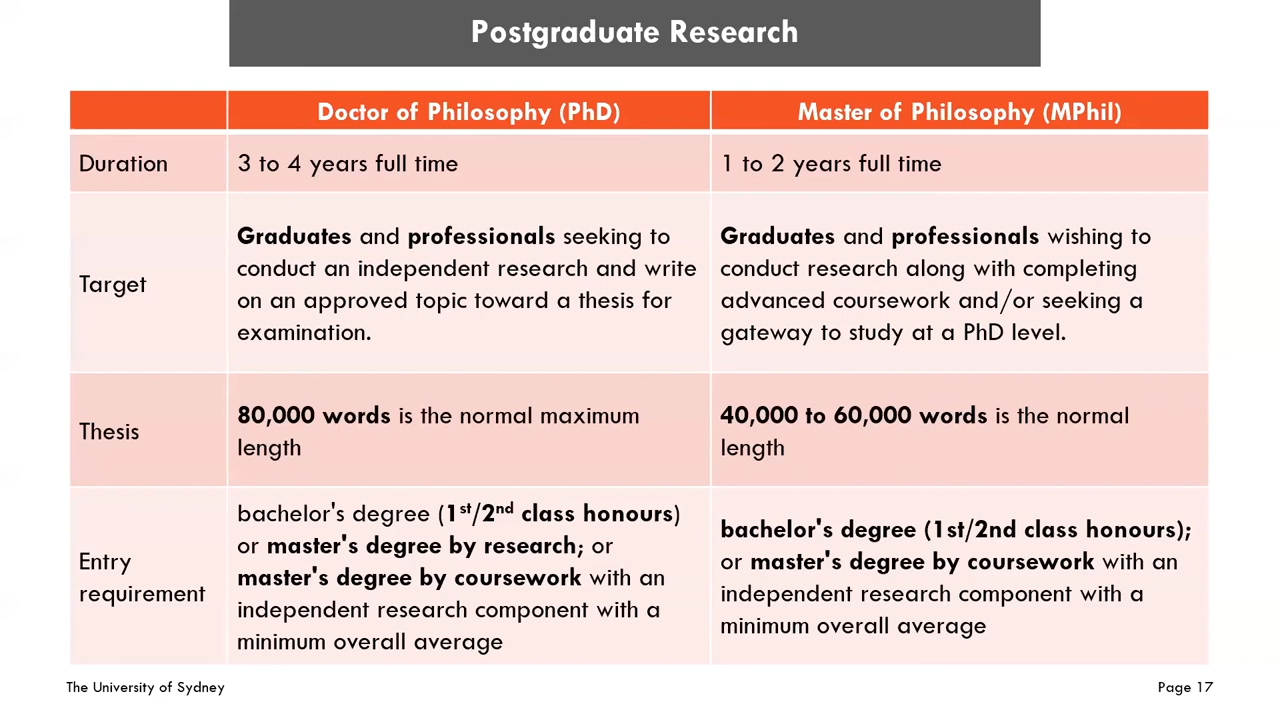 Postgraduate Research
Doctor of Philosophy (PhD)
Master of Philosophy (MPhil)
Duration
3 to 4 years full time
1 to 2 years full time
Target
Graduates and professionals seeking to
conduct an independent research and write
on an approved topic toward a thesis for
examination.
Graduates and professionals wishing to
conduct research along with completing
advanced coursework and/or seeking a
gateway to study at a PhD level.
Thesis
80,000 words is the normal maximum
length
40,000 to 60,000 words is the normal
length
Entry
requirement
bachelor's degree (1st/2nd class honours)
or master's degree by research; or
master's degree by coursework with an
independent research component with a
minimum overall average
bachelor's degree (1st/2nd class honours);
or master's degree by coursework with an
independent research component with a
minimum overall average
The University of Sydney
Page 17